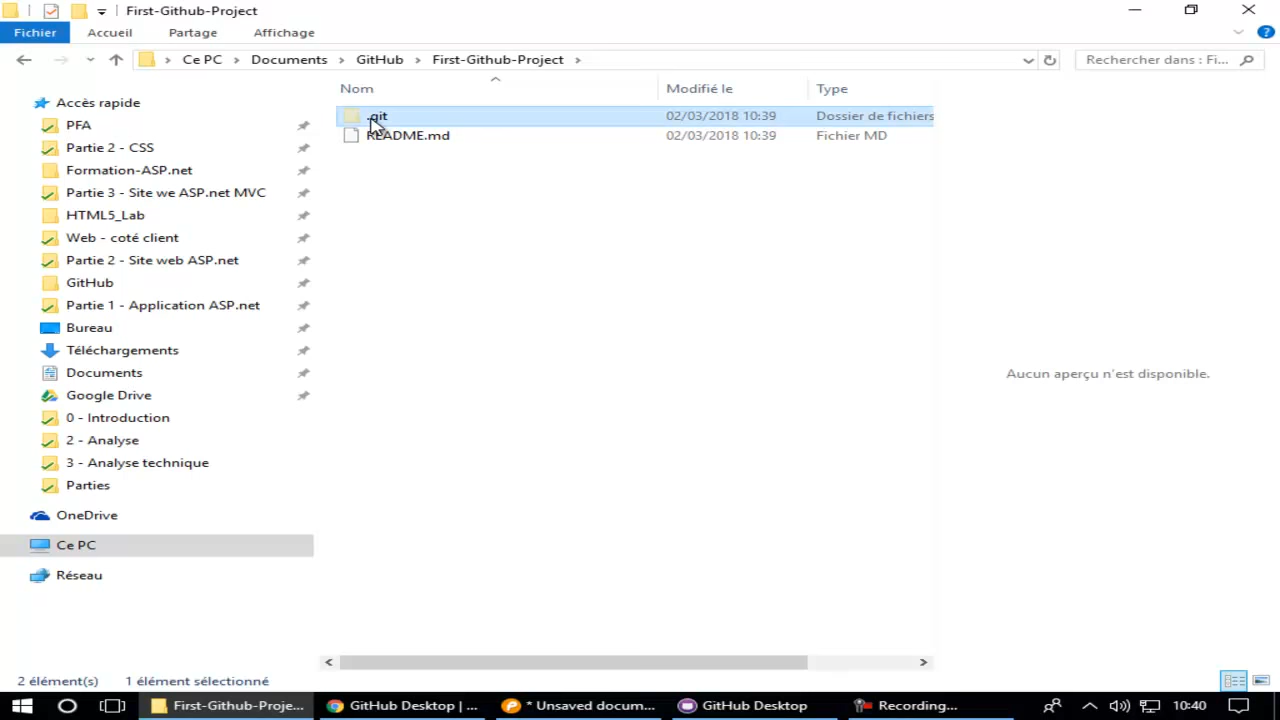 First-Github-Project
Fichier Accueil Partage Affichage
Ce PC Documents GitHub First-Github-Project Rechercher dans : Fi...
Nom Modifié le Type
.git 02/03/2018 10:39 Dossier de fichiers
README.md 02/03/2018 10:39 Fichier MD
Accès rapide
PFA
Partie 2 - CSS
Formation-ASP.net
Partie 3 - Site we ASP.net MVC
HTML5_Lab
Web - coté client
Partie 2 - Site web ASP.net
GitHub
Partie 1 - Application ASP.net
Bureau
Téléchargements
Documents
Google Drive
0 - Introduction
2 - Analyse
3 - Analyse technique
Parties
OneDrive
Ce PC
Réseau
Aucun aperçu n'est disponible.
2 élément(s) 1 élément sélectionné
First-Github-Proje... GitHub Desktop | ... * Unsaved docum... GitHub Desktop Recording... 10:40